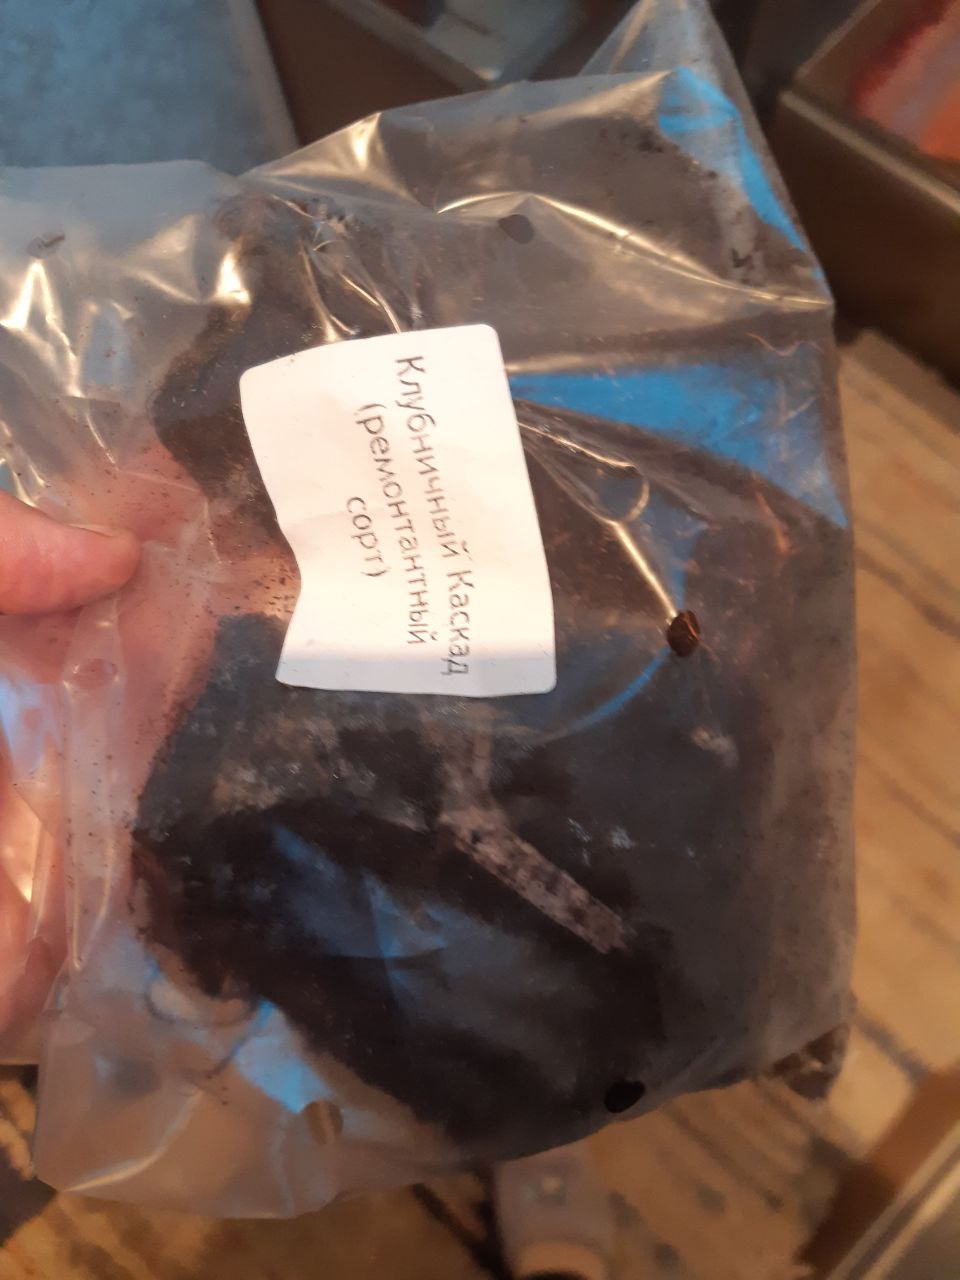 Клубничный Каскад
(ремонтантный
сорт)